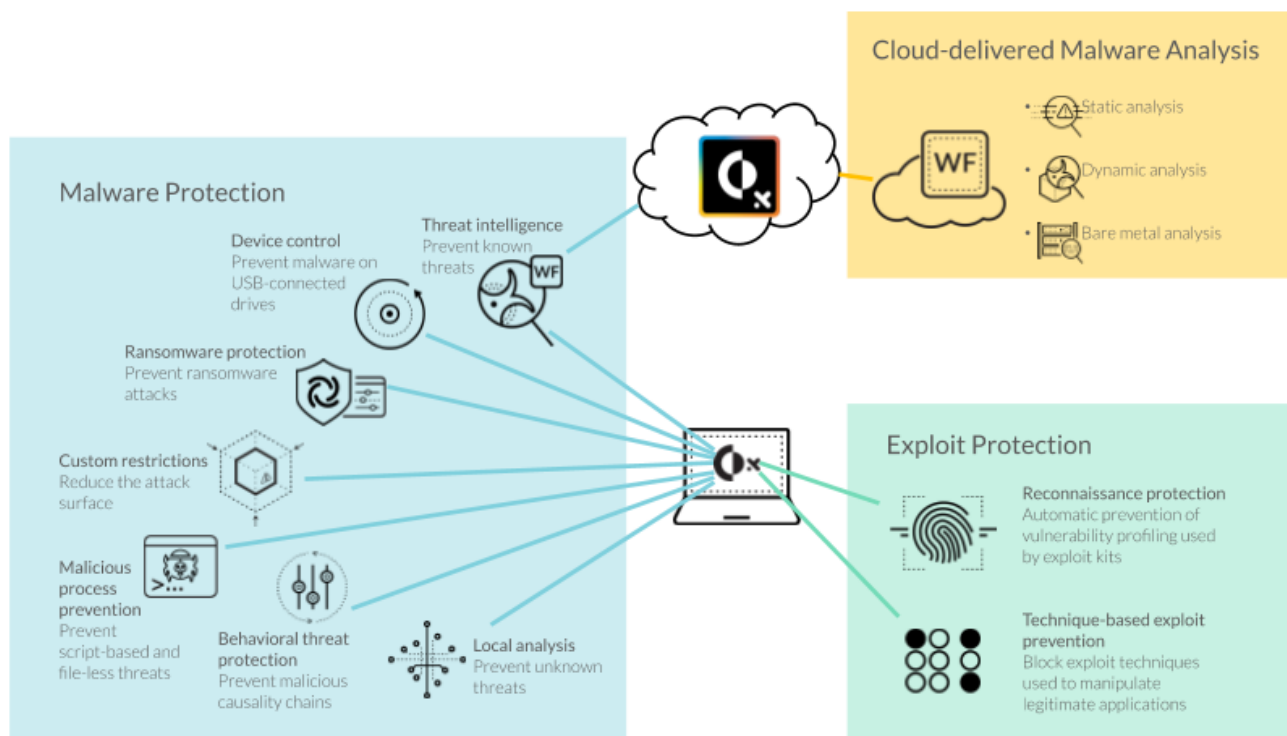 Cloud-delivered Malware Analysis
WF
• Static analysis
• Dynamic analysis
• Bare metal analysis
Malware Protection
Threat intelligence
Prevent known
threats
WF
Device control
Prevent malware on
USB-connected
drives
Ransomware protection
Prevent ransomware
attacks
Custom restrictions
Reduce the attack
surface
Malicious
process
prevention
Prevent
script-based and
file-less threats
>_...
Behavioral threat
protection
Prevent malicious
causality chains
Local analysis
Prevent unknown
threats
Exploit Protection
Reconnaissance protection
Automatic prevention of
vulnerability profiling used
by exploit kits
Technique-based exploit
prevention
Block exploit techniques
used to manipulate
legitimate applications